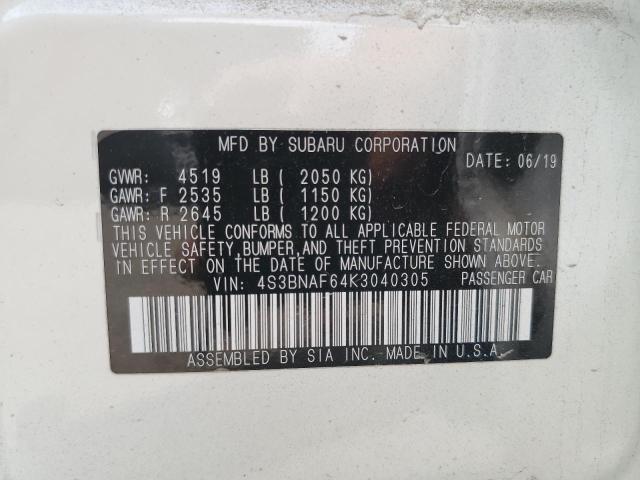 MFD BY SUBARU CORPORATION
DATE: 06/19
GVWR: 4519 LB ( 2050 KG)
GAWR: F 2535 LB ( 1150 KG)
GAWR: R 2645 LB ( 1200 KG)
THIS VEHICLE CONFORMS TO ALL APPLICABLE FEDERAL MOTOR
VEHICLE SAFETY, BUMPER, AND THEFT PREVENTION STANDARDS
IN EFFECT ON THE DATE OF MANUFACTURE SHOWN ABOVE.
VIN: 4S3BNAF64K3040305 PASSENGER CAR
ASSEMBLED BY SIA INC. MADE IN U.S.A.